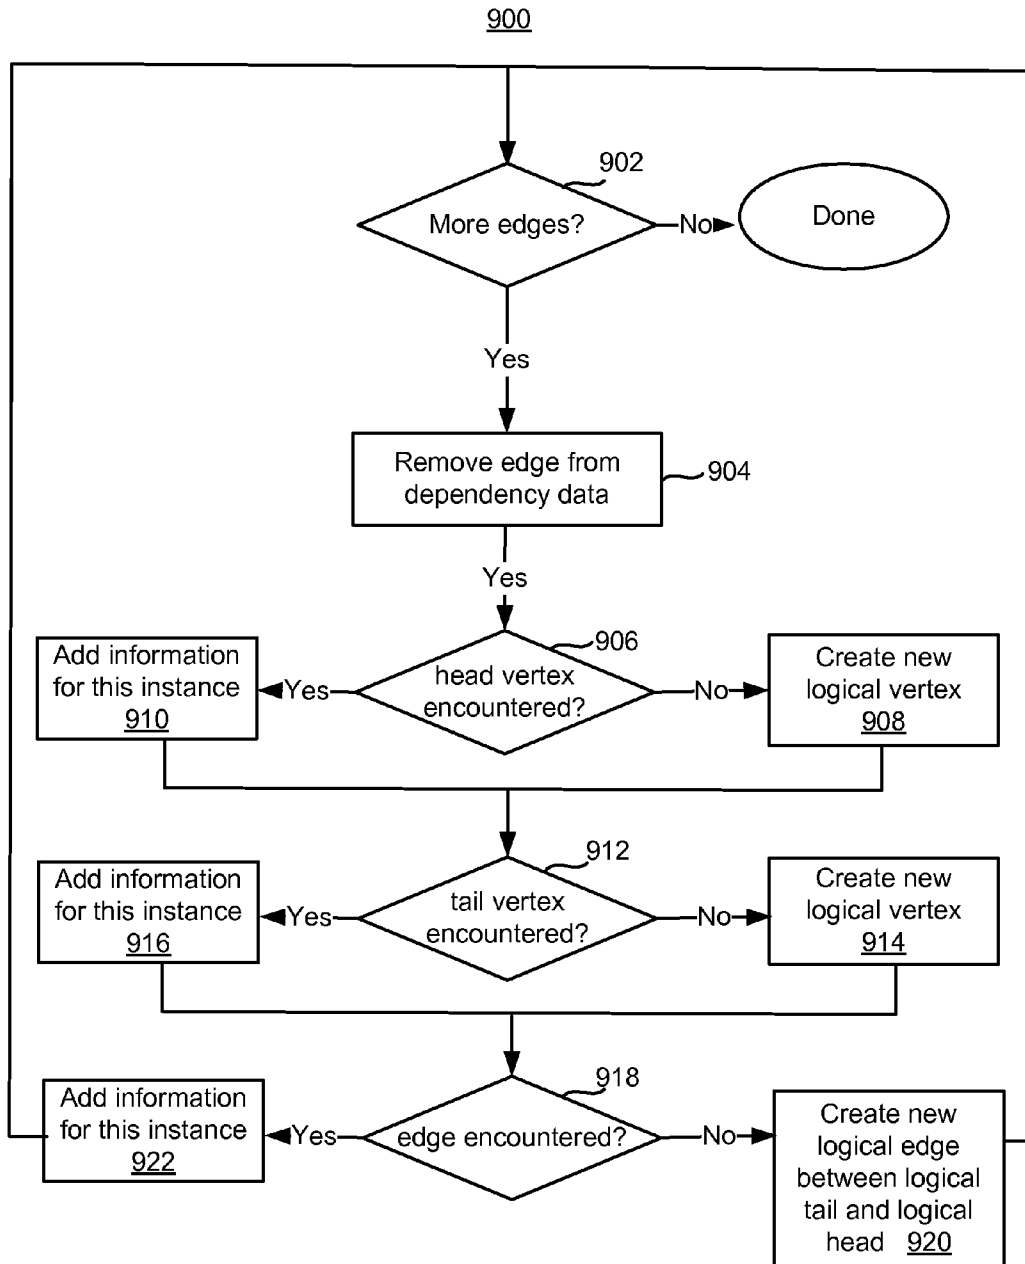 900
902
More edges?
No
Done
Yes
Remove edge from
dependency data
904
Yes
906
Add information
for this instance
910
Yes
head vertex
encountered?
No
Create new
logical vertex
908
912
Add information
for this instance
916
Yes
tail vertex
encountered?
No
Create new
logical vertex
914
918
Add information
for this instance
922
Yes
edge encountered?
No
Create new
logical edge
between logical
tail and logical
head 920